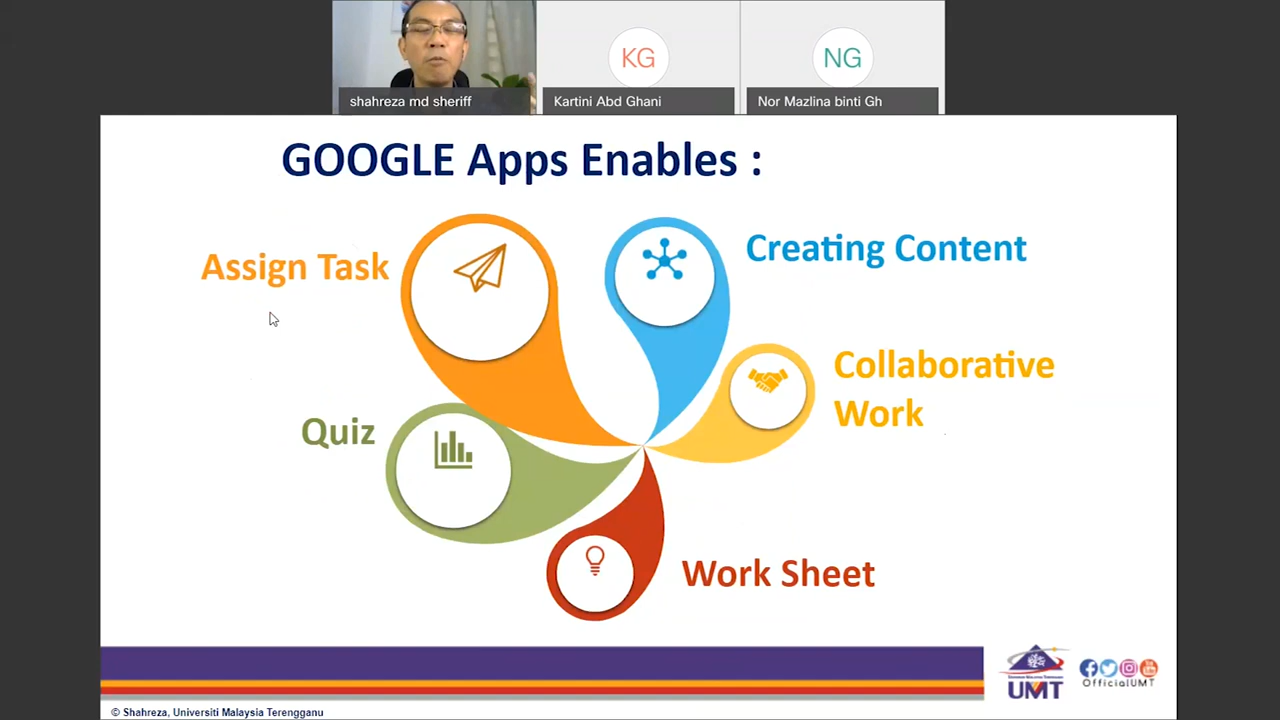 KG
NG
shahreza md sheriff
Kartini Abd Ghani
Nor Mazlina binti Gh
GOOGLE Apps Enables :
Assign Task
Creating Content
Collaborative
Work
Quiz
Work Sheet
UMT
OfficialUMT
© Shahreza, Universiti Malaysia Terengganu